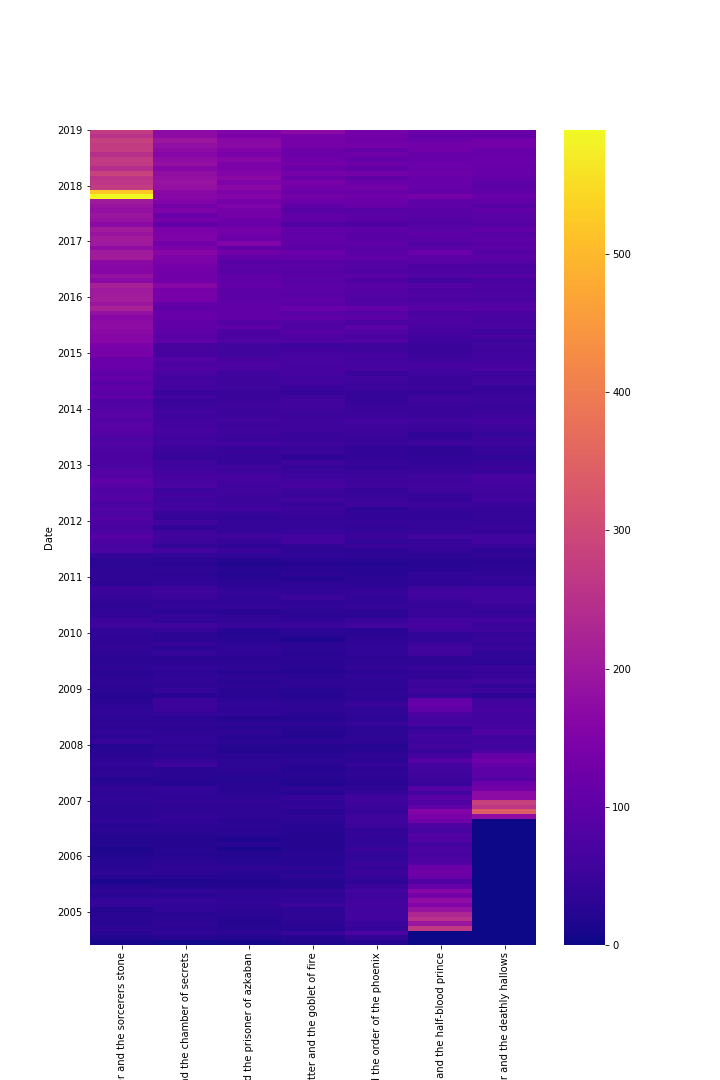 2019
2018
2017
2016
2015
2014
2013
2012
2011
2010
2009
2008
2007
2006
2005
Date
500
400
300
200
100
0
r and the sorcerers stone
d the chamber of secrets
d the prisoner of azkaban
tter and the goblet of fire
the order of the phoenix
and the half-blood prince
r and the deathly hallows